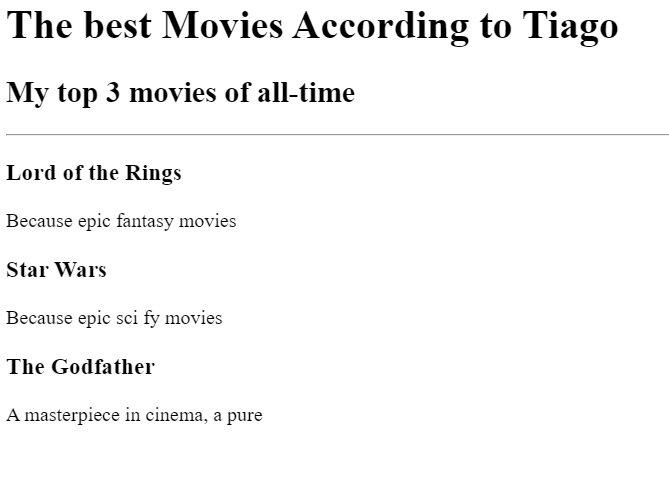 The best Movies According to Tiago
My top 3 movies of all-time
Lord of the Rings
Because epic fantasy movies
Star Wars
Because epic sci fy movies
The Godfather
A masterpiece in cinema, a pure